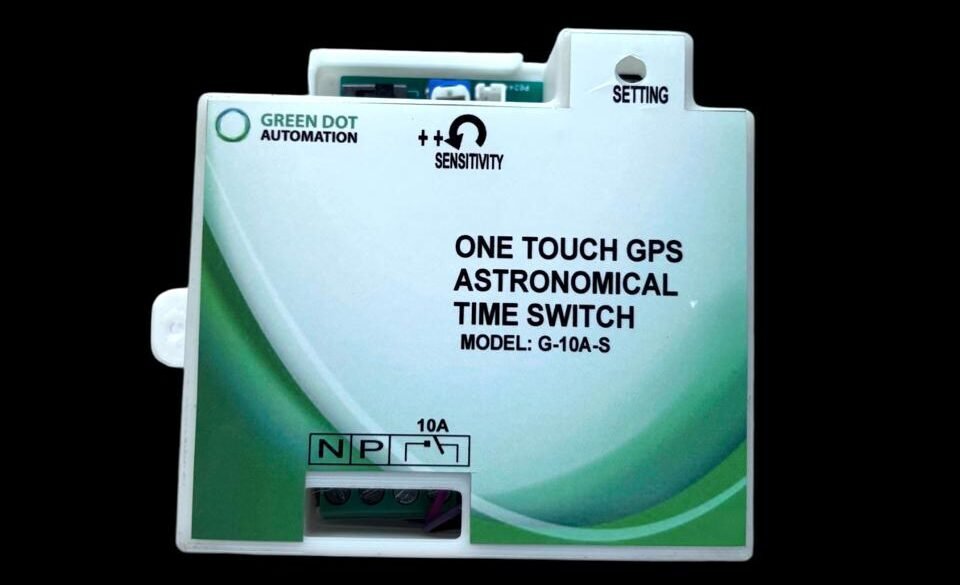 SETTING
GREEN DOT
AUTOMATION
++
SENSITIVITY
ONE TOUCH GPS
ASTRONOMICAL
TIME SWITCH
MODEL: G-10A-S
10A
N P